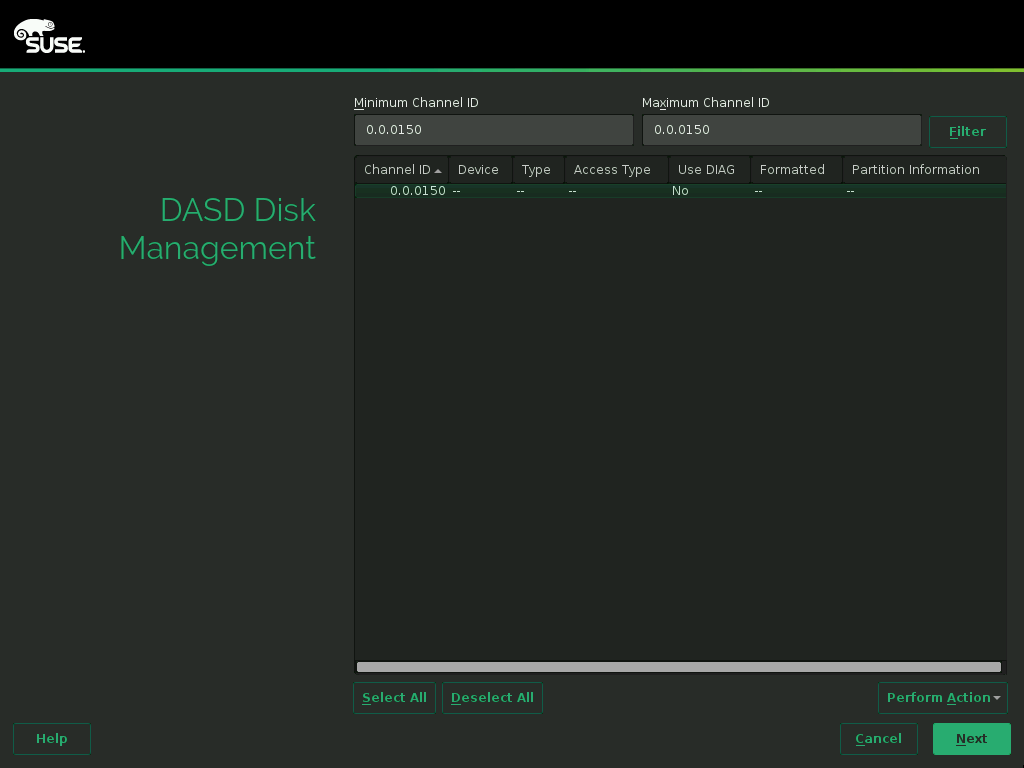 SUSE.
Minimum Channel ID Maximum Channel ID
0.0.0150 0.0.0150 Filter
Channel ID Device Type Access Type Use DIAG Formatted Partition Information
0.0.0150 -- -- -- No -- --
DASD Disk
Management
Select All Deselect All Perform Action
Help Cancel Next